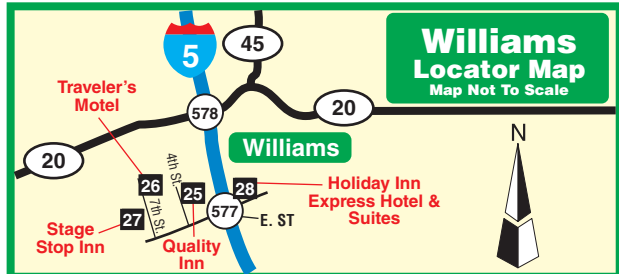 Williams
Locator Map
Map Not To Scale
5
45
Traveler's
Motel
578
20
20
Williams
N
4th St.
26
25
28
Holiday Inn
Express Hotel &
Suites
7th St.
577
E. ST
27
Stage
Stop Inn
Quality
Inn